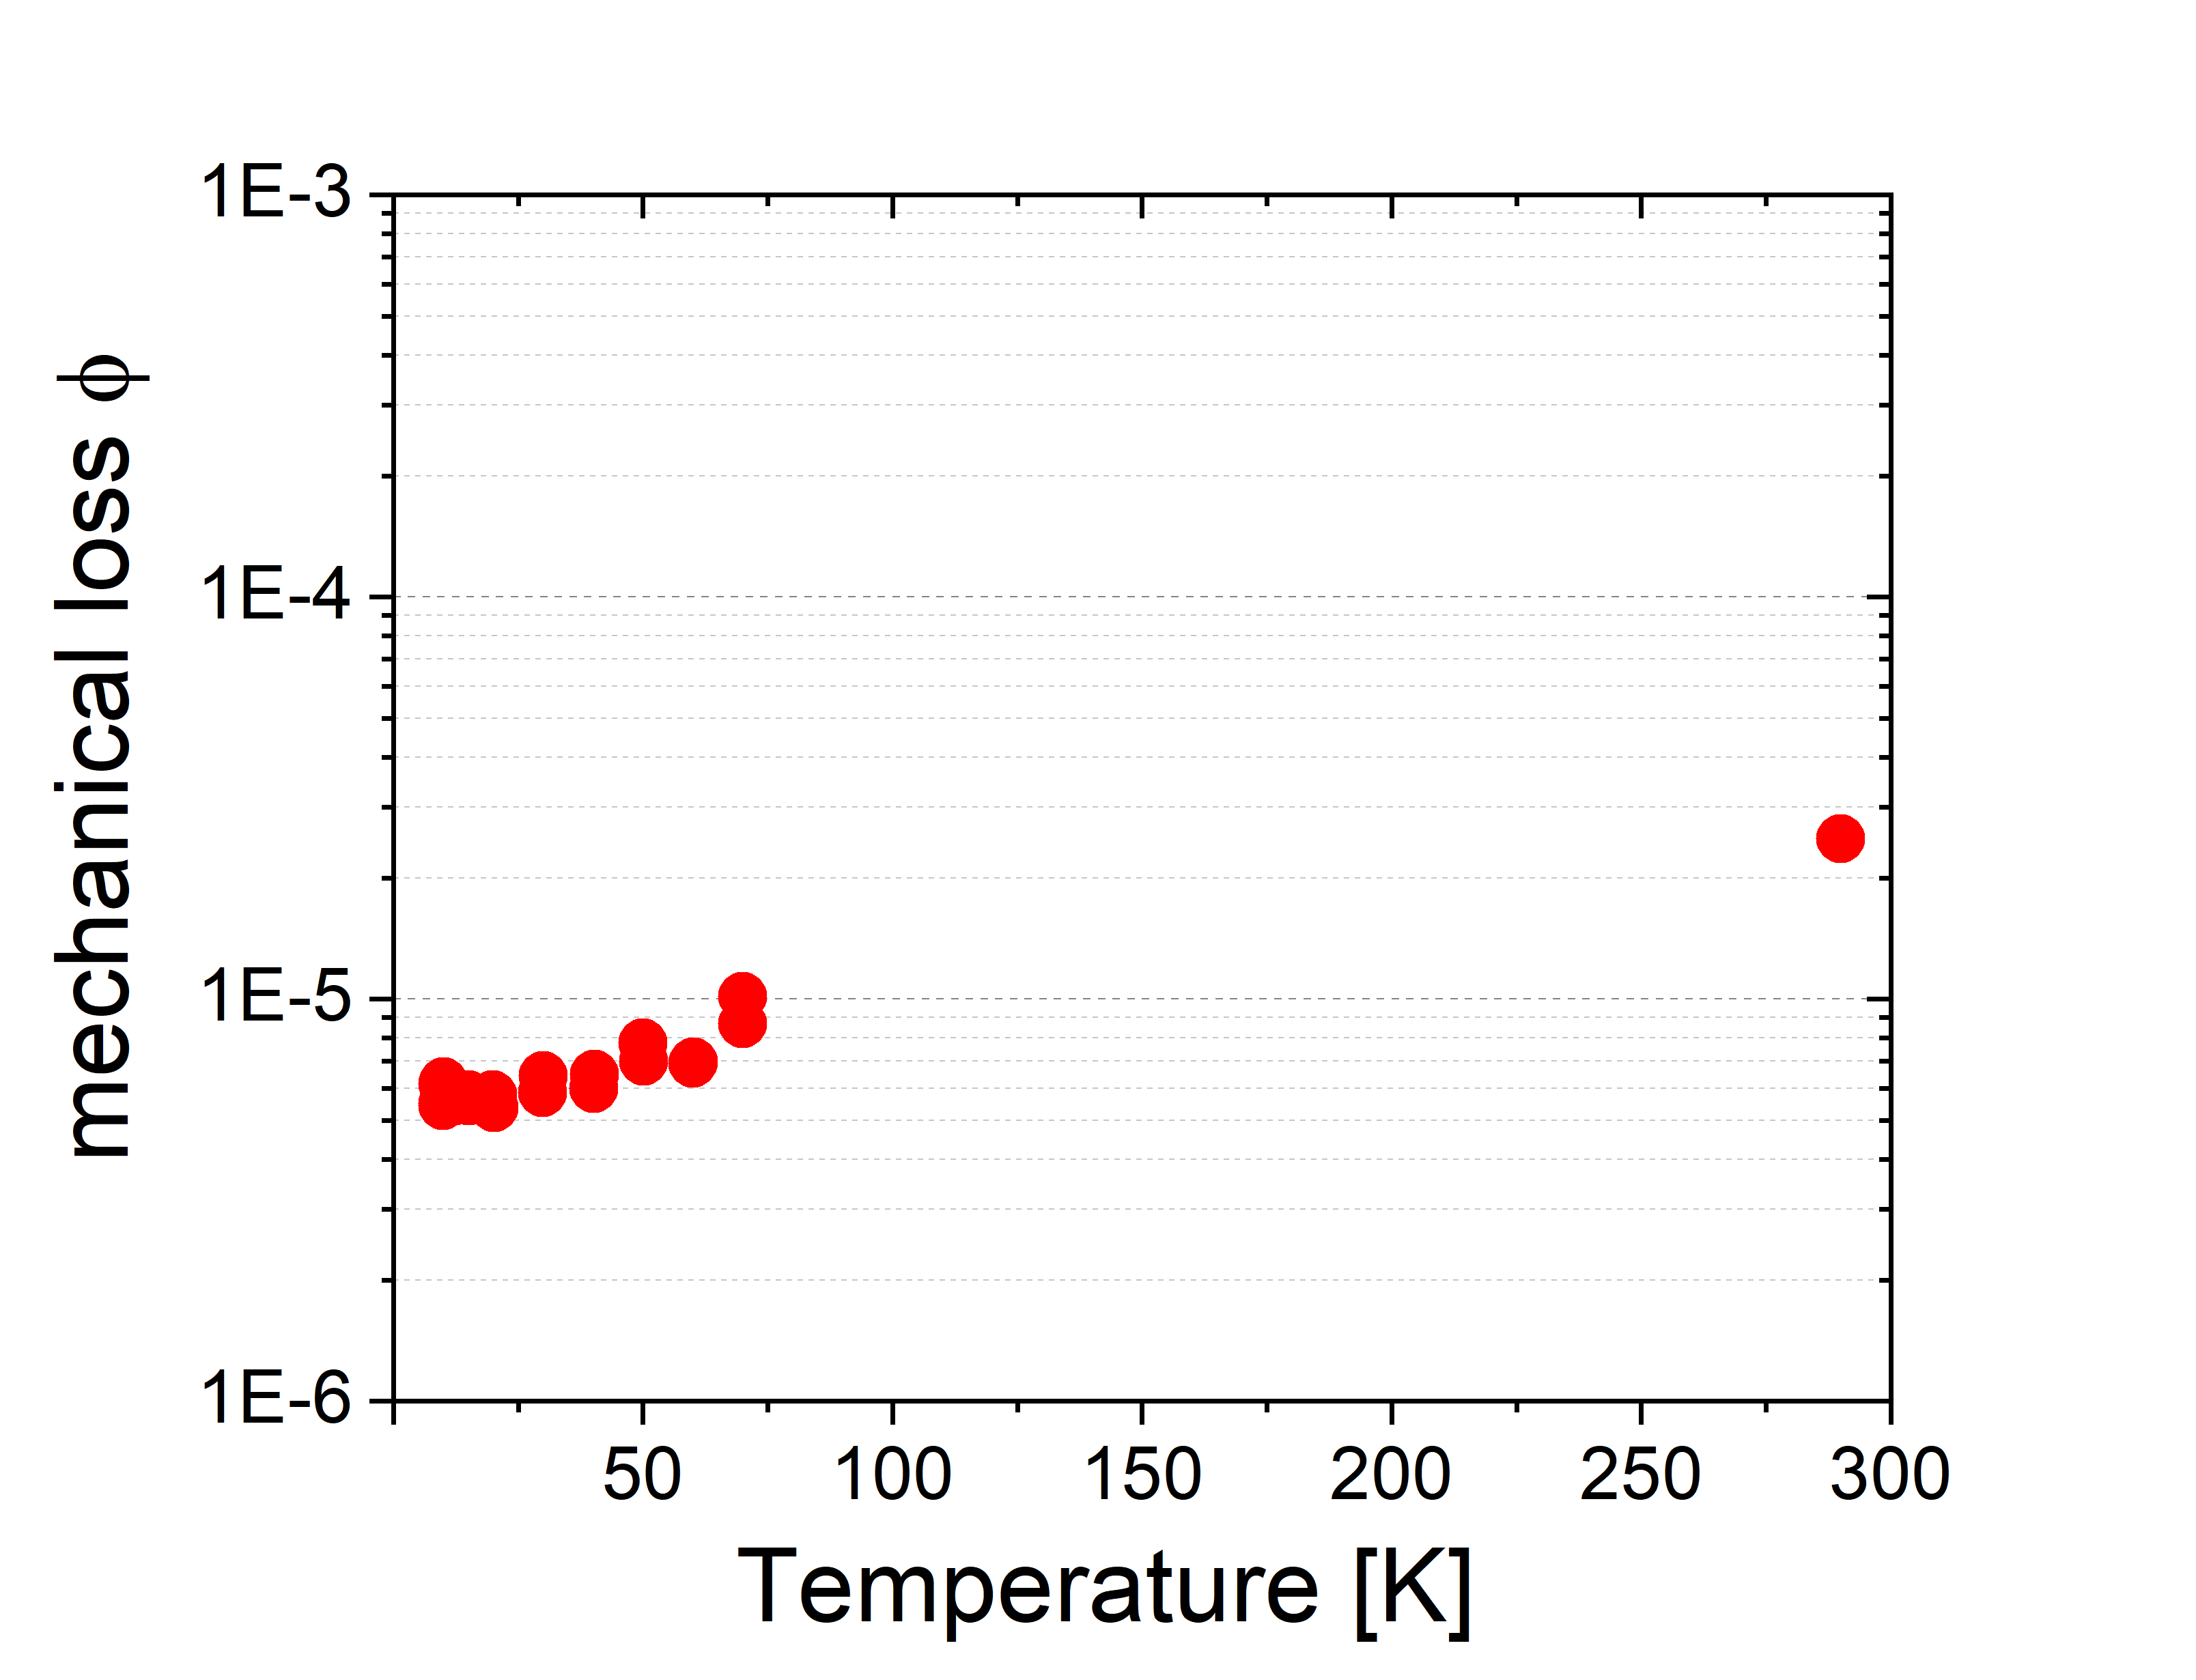 1E-3
1E-4
1E-5
1E-6
mechanical loss ϕ
50 100 150 200 250 300
Temperature [K]